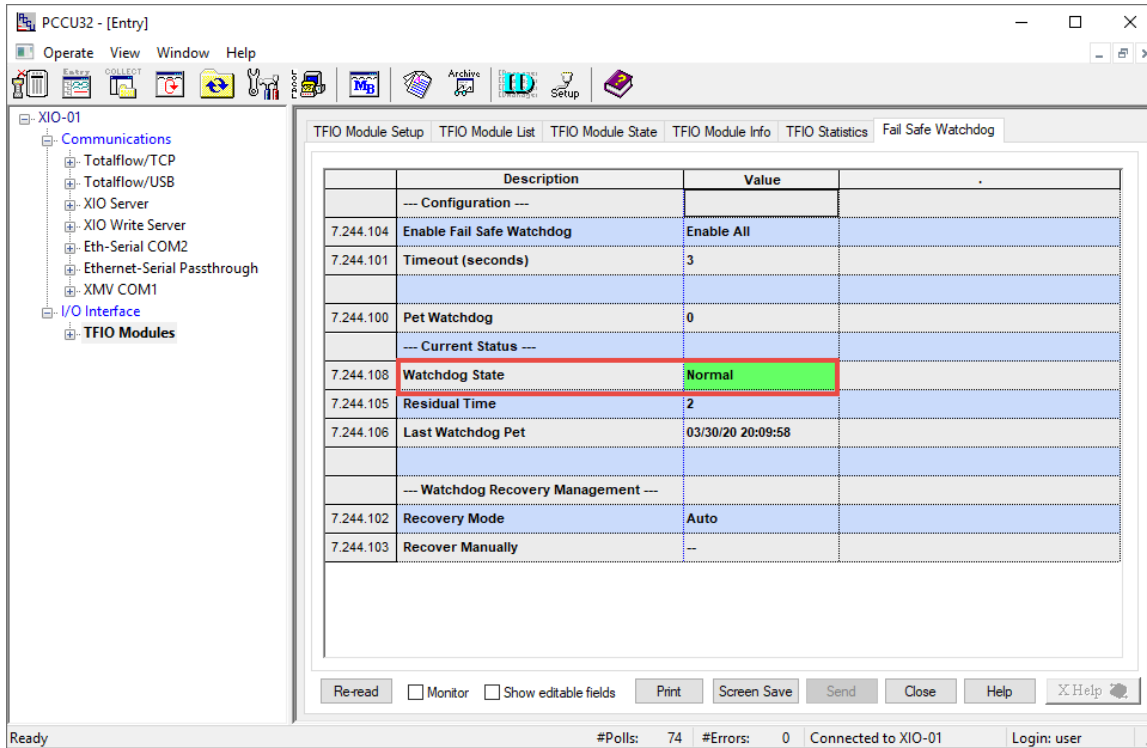 PCCU32 - [Entry]
Operate View Window Help
Entry COLLECT MB Archive ID Manager Setup
XIO-01
Communications
Totalflow/TCP
Totalflow/USB
XIO Server
XIO Write Server
Eth-Serial COM2
Ethernet-Serial Passthrough
XMV COM1
I/O Interface
TFIO Modules
TFIO Module Setup TFIO Module List TFIO Module State TFIO Module Info TFIO Statistics Fail Safe Watchdog
Description Value .
--- Configuration ---
7.244.104 Enable Fail Safe Watchdog Enable All
7.244.101 Timeout (seconds) 3
7.244.100 Pet Watchdog 0
--- Current Status ---
7.244.108 Watchdog State Normal
7.244.105 Residual Time 2
7.244.106 Last Watchdog Pet 03/30/20 20:09:58
--- Watchdog Recovery Management ---
7.244.102 Recovery Mode Auto
7.244.103 Recover Manually --
Re-read Monitor Show editable fields Print Screen Save Send Close Help X Help
Ready #Polls: 74 #Errors: 0 Connected to XIO-01 Login: user